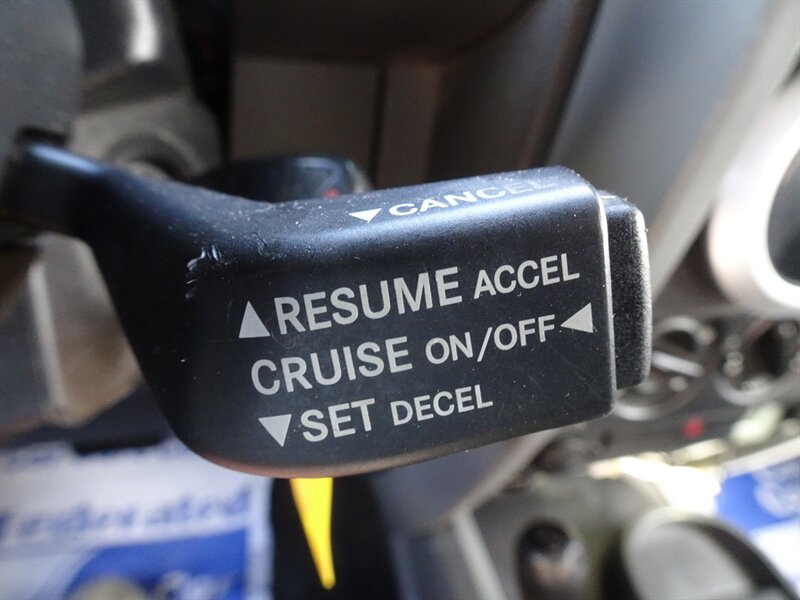 ▼CANCEL
▲RESUME ACCEL
CRUISE ON/OFF◀
▼SET DECEL